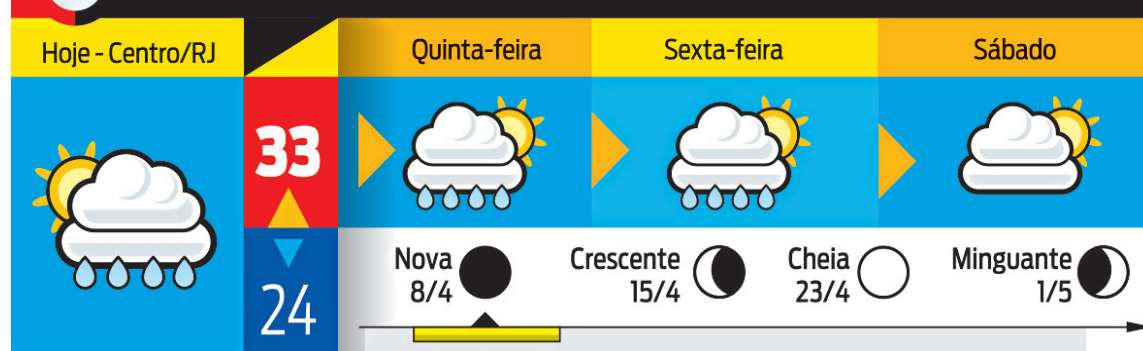 Hoje - Centro/RJ
33
24
Quinta-feira
Sexta-feira
Sábado
Nova
8/4
Crescente
15/4
Cheia
23/4
Minguante
1/5